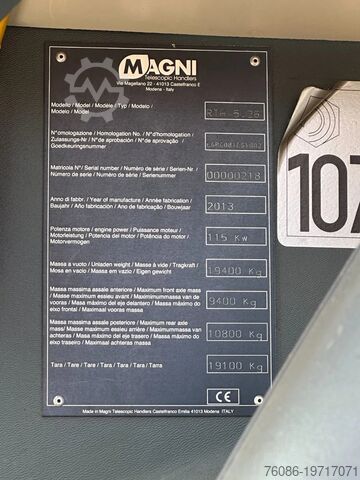 MAGNI
Telescopic Handlers
Via Magellano 22 - 41013 Castelfranco E
Modena - Italy
Modello / Model / Modèle / Typ / Modelo /
Modelo / Model
RTH 5.26
107
N°omologazione / Homologation No. / N°d'homologation /
Zulassungs-Nr / N° de aprobación / N° de aprovação /
Goedkeuringsnummer
Matricola N°/ Serial number / Numéro de série / Serien-Nr. /
Número de série / Número de série / Serienummer
00000218
Anno di fabbr. / Year of manufacture / Année fabrication /
Baujahr / Año fabricación / Año de fabricação / Bouwjaar
2013
Potenza motore / engine power / Puissance moteur /
Motorleistung / Potencia del motor / Potência do motor /
Motorvermogen
115 Kw
Massa a vuoto / Unladen weight / Masse à vide / Tragkraft /
Mose en vacio / Massa em vazio / Eigen gewicht
19400 Kg
Massa massima assale anteriore / Maximum front axle
mass / Masse maximum essieu avant / Maximimummassa van de
vooras / Masa maxima del eje delantero / Massa máxima do
eixo frontal / Maximaal vooras massa
9400 Kg
Massa massima assale posteriore / Maximum rear axle
mass/ Masse maximum essieu arrière / Maximummassa van
der achteras / Masa máxima del eje trasero / Massa máxima
do eixo traseiro / Maximaal achteras massa
10800 Kg
Tara / Tare / Tare / Tara / Tara / Tara / Tarra
19100 Kg
CE
Made in Magni Telescopic Handlers Castelfranco Emilia 41013 Modena ITALY
76086-19717071